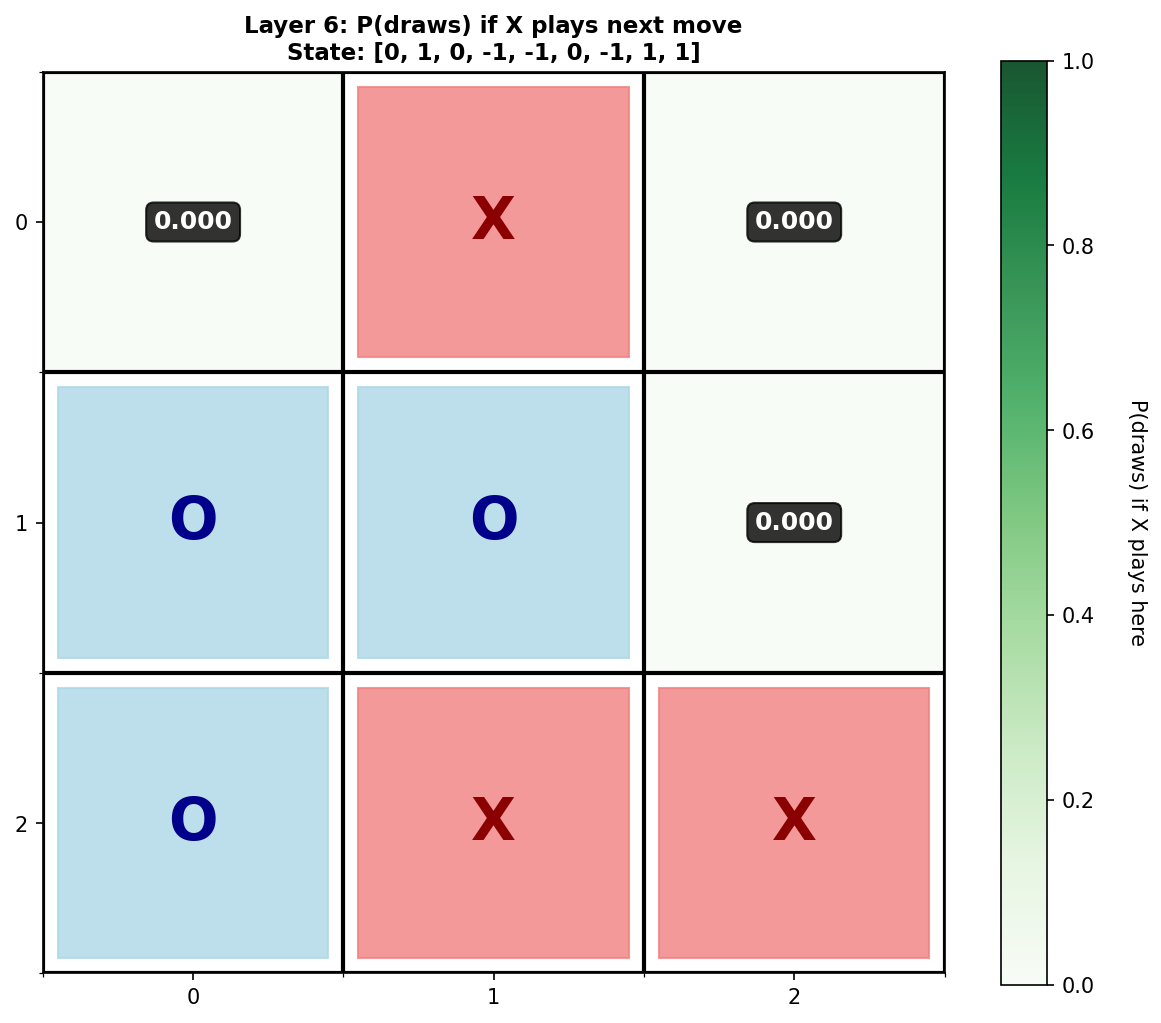 Layer 6: P(draws) if X plays next move
State: [0, 1, 0, -1, -1, 0, -1, 1, 1]
0
0.000
X
0.000
1
O
O
0.000
2
O
X
X
0
1
2
1.0
0.8
0.6
0.4
0.2
0.0
P(draws) if X plays here